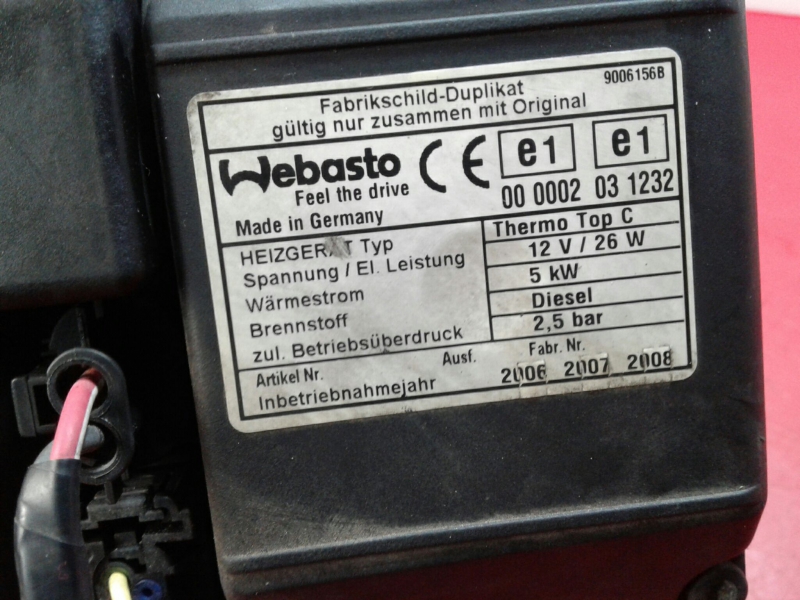 Fabrikschild-Duplikat 9006156B
gültig nur zusammen mit Original
Webasto CE e1 e1
Feel the drive 00 0002 03 1232
Made in Germany
HEIZGERÄT Typ Thermo Top C
Spannung / El. Leistung 12 V / 26 W
Wärmestrom 5 kW
Brennstoff Diesel
zul. Betriebsüberdruck 2,5 bar
Artikel Nr. Ausf. Fabr. Nr.
Inbetriebnahmejahr 2006 2007 2008